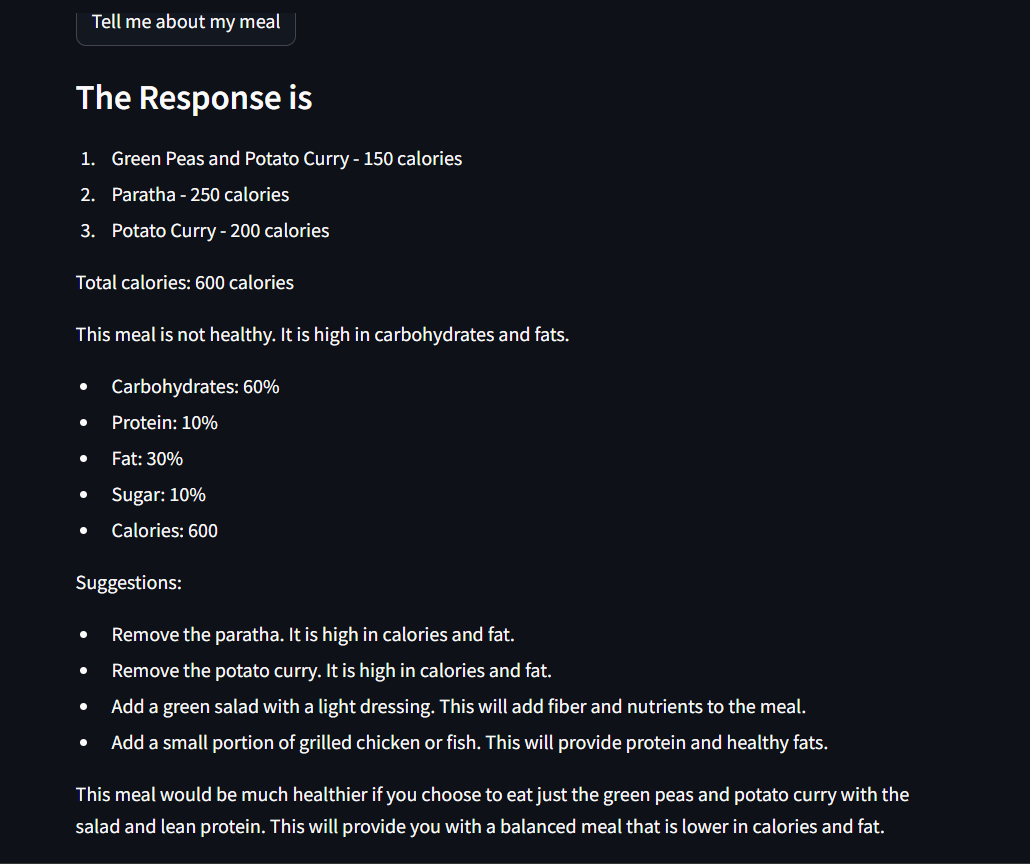 Tell me about my meal
The Response is
1. Green Peas and Potato Curry - 150 calories
2. Paratha - 250 calories
3. Potato Curry - 200 calories
Total calories: 600 calories
This meal is not healthy. It is high in carbohydrates and fats.
• Carbohydrates: 60%
• Protein: 10%
• Fat: 30%
• Sugar: 10%
• Calories: 600
Suggestions:
• Remove the paratha. It is high in calories and fat.
• Remove the potato curry. It is high in calories and fat.
• Add a green salad with a light dressing. This will add fiber and nutrients to the meal.
• Add a small portion of grilled chicken or fish. This will provide protein and healthy fats.
This meal would be much healthier if you choose to eat just the green peas and potato curry with the
salad and lean protein. This will provide you with a balanced meal that is lower in calories and fat.